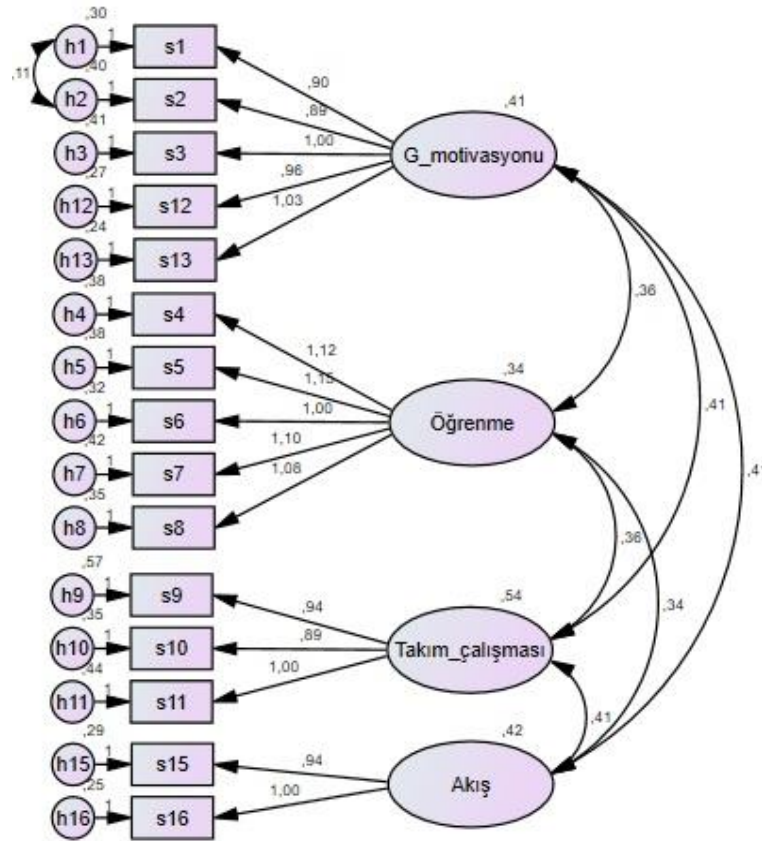 ,30
h1 1 s1
,11
,40
h2 1 s2
,41
h3 1 s3
,27
h12 1 s12
,24
h13 1 s13
,90
,89
1,00
,96
1,03
,41
G_motivasyonu
,38
h4 1 s4
,38
h5 1 s5
,32
h6 1 s6
,42
h7 1 s7
,35
h8 1 s8
1,12
1,15
1,00
1,10
1,08
,34
Öğrenme
,36
,41
,41
,57
h9 1 s9
,35
h10 1 s10
,44
h11 1 s11
,94
,89
1,00
,54
Takım_çalışması
,36
,34
,29
h15 1 s15
,25
h16 1 s16
,94
1,00
,42
Akış
,41